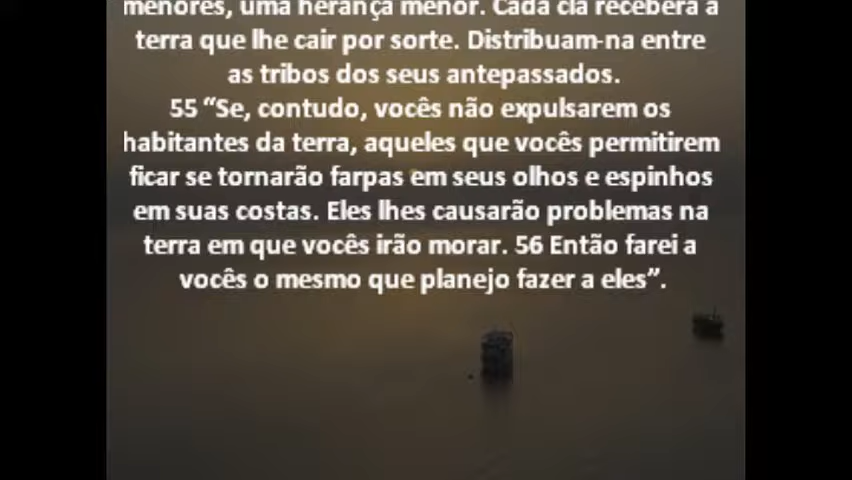 menores, uma herança menor. Cada clã receberá a
terra que lhe cair por sorte. Distribuam-na entre
as tribos dos seus antepassados.
55 “Se, contudo, vocês não expulsarem os
habitantes da terra, aqueles que vocês permitirem
ficar se tornarão farpas em seus olhos e espinhos
em suas costas. Eles lhes causarão problemas na
terra em que vocês irão morar. 56 Então farei a
vocês o mesmo que planejo fazer a eles”.